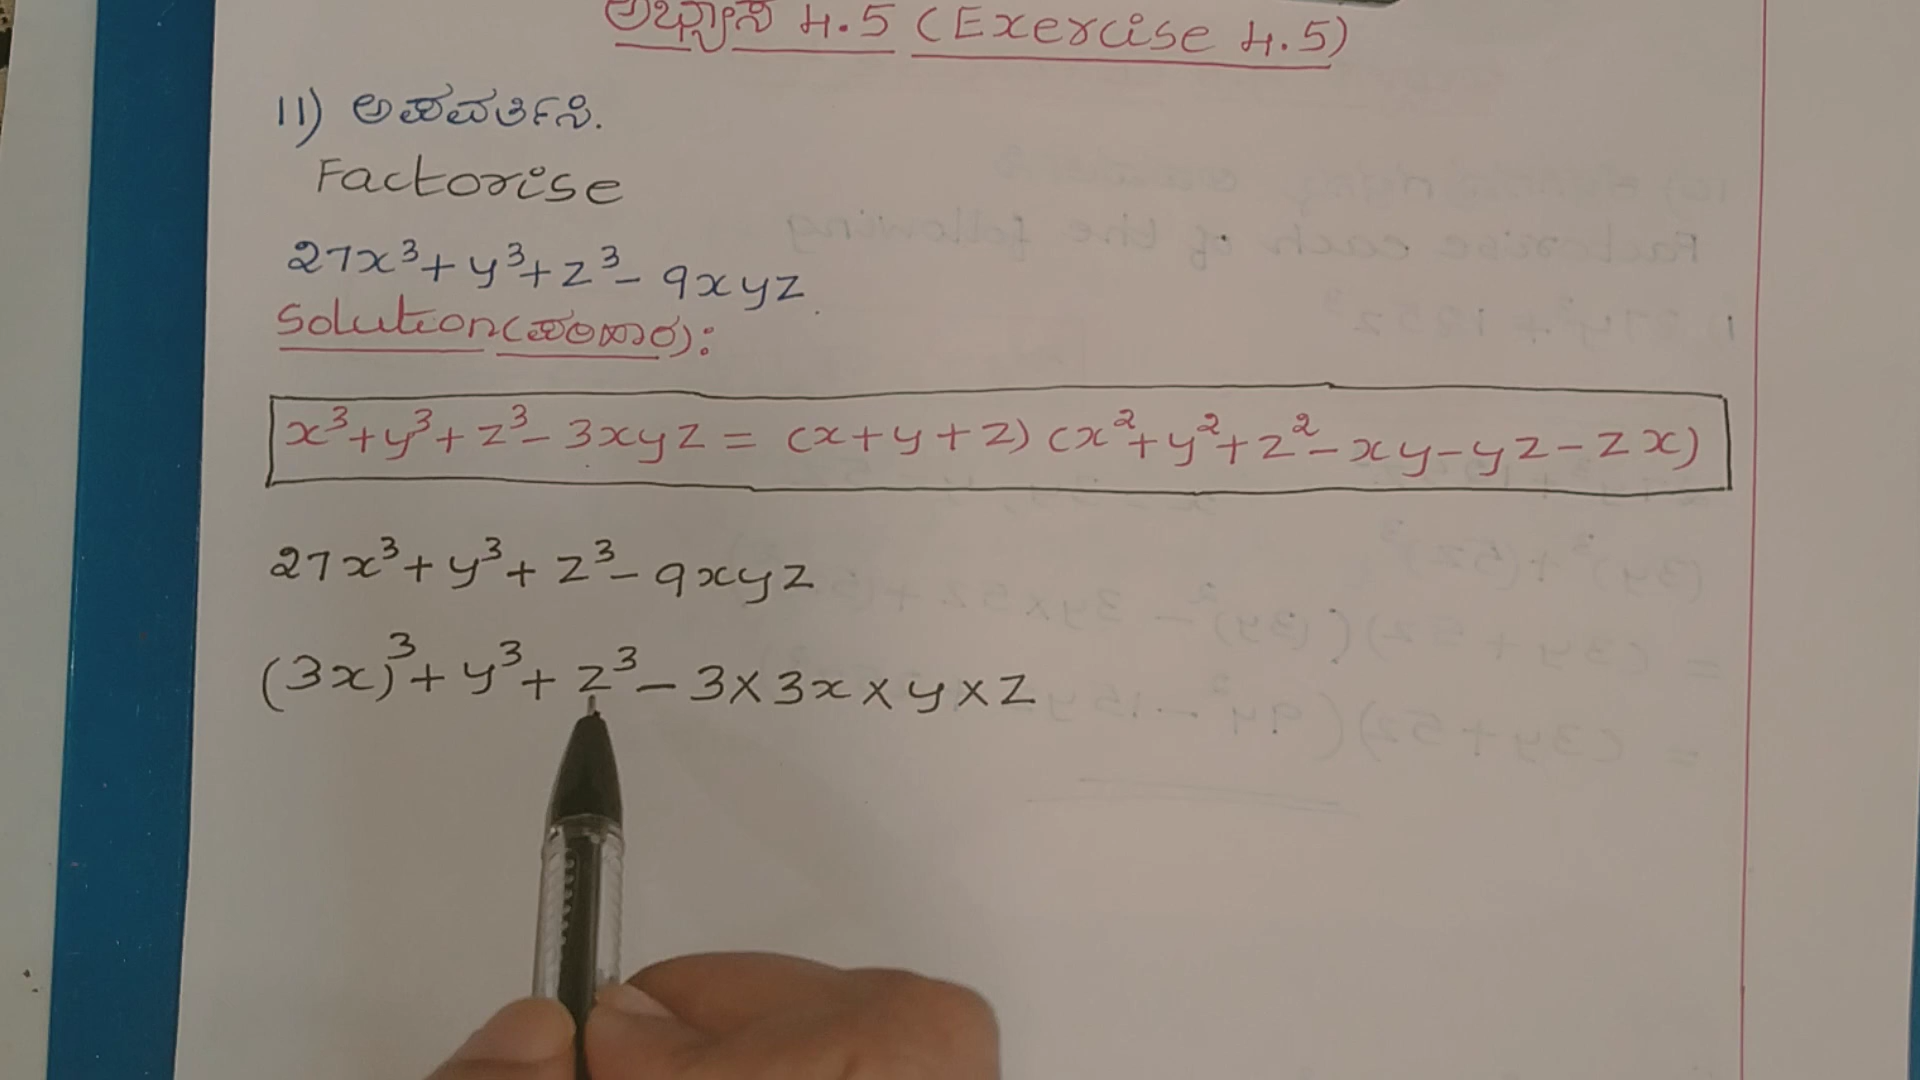 ಅಭ್ಯಾಸ 4.5 (Exercise 4.5)
11) ಅಪವರ್ತಿಸಿ.
Factorise
27x³+y³+z³-9xyz.
Solution(ಪರಿಹಾರ):
x³+y³+z³-3xyz = (x+y+z)(x²+y²+z²-xy-yz-zx)
27x³+y³+z³-9xyz
(3x)³+y³+z³-3×3x×y×z